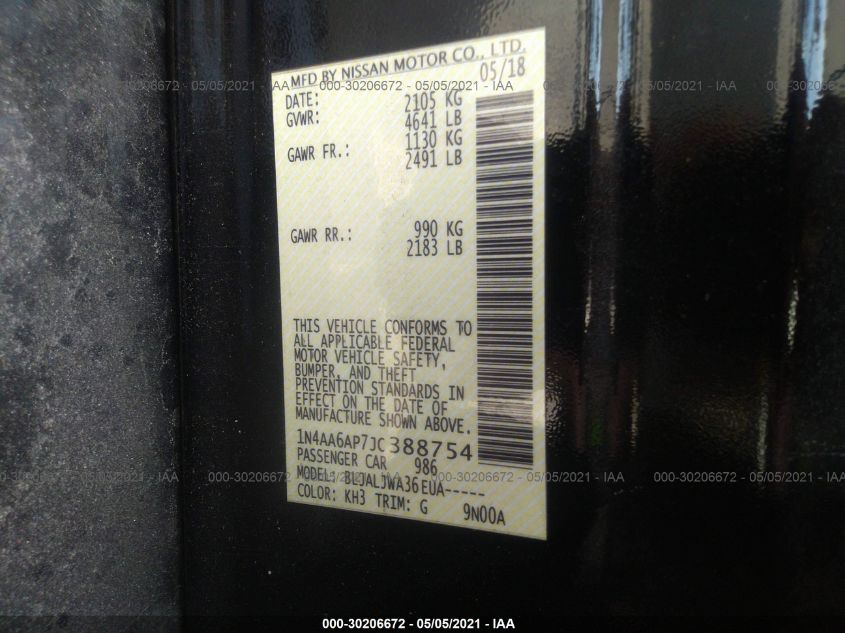 MFD BY NISSAN MOTOR CO., LTD.
DATE: 05/18
GVWR: 2105 KG
4641 LB
GAWR FR.: 1130 KG
2491 LB
GAWR RR.: 990 KG
2183 LB
THIS VEHICLE CONFORMS TO
ALL APPLICABLE FEDERAL
MOTOR VEHICLE SAFETY,
BUMPER, AND THEFT
PREVENTION STANDARDS IN
EFFECT ON THE DATE OF
MANUFACTURE SHOWN ABOVE.
1N4AA6AP7JC388754
PASSENGER CAR 986
MODEL: BLJALJWA36EUA------
COLOR: KH3 TRIM: G 9N00A
000-30206672 - 05/05/2021 - IAA